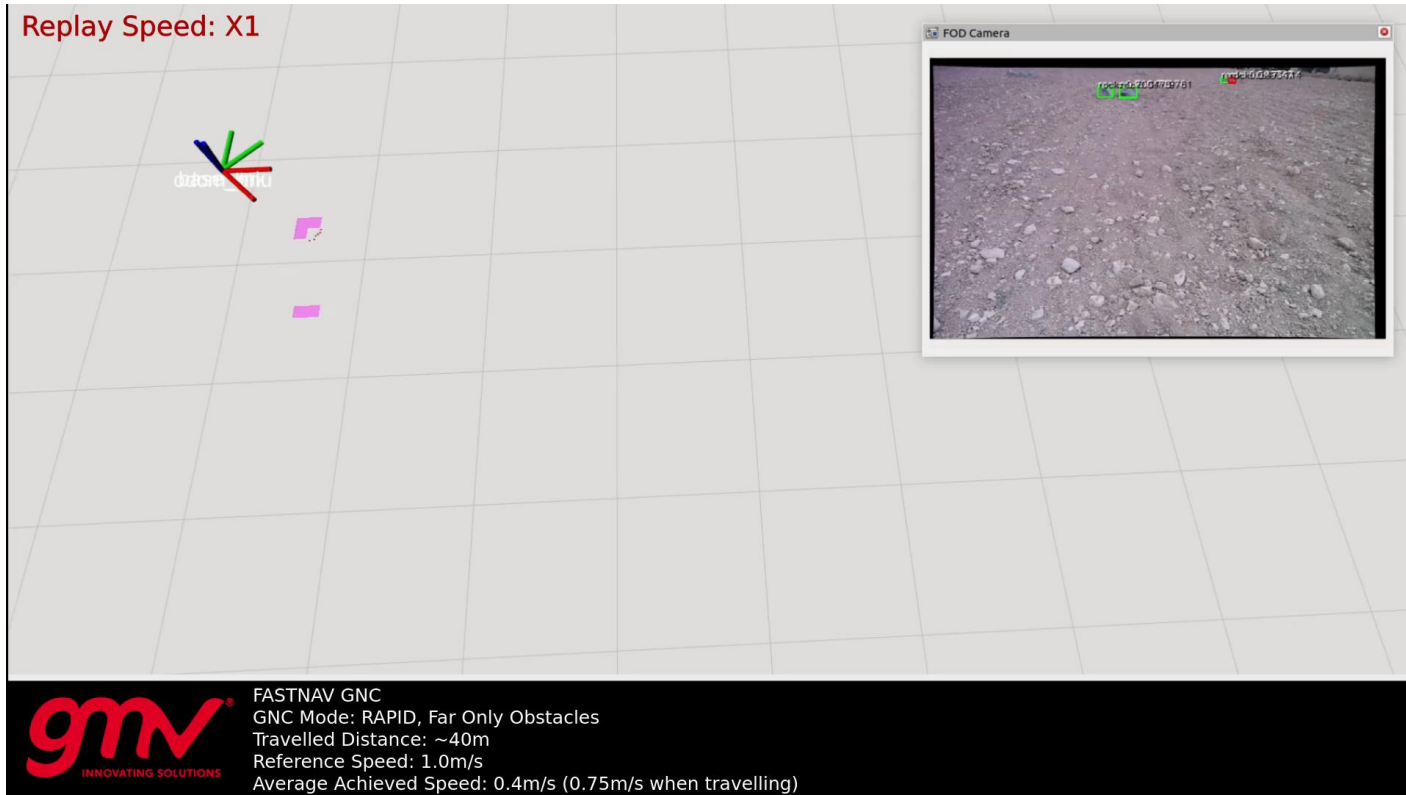 Replay Speed: X1
FOD Camera
gmv®
INNOVATING SOLUTIONS
FASTNAV GNC
GNC Mode: RAPID, Far Only Obstacles
Travelled Distance: ~40m
Reference Speed: 1.0m/s
Average Achieved Speed: 0.4m/s (0.75m/s when travelling)